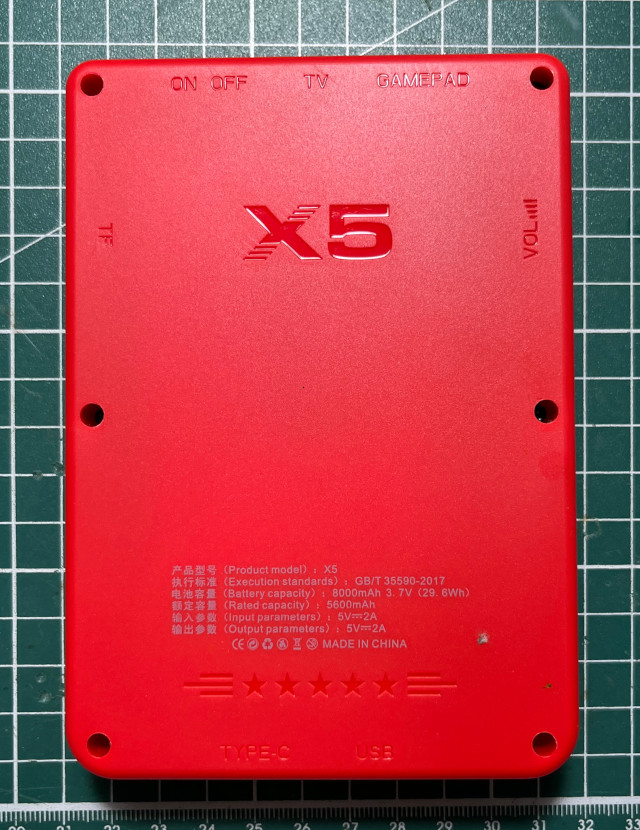 ON OFF TV GAMEPAD
X5
TF
VOL
产品型号（Product model）：X5
执行标准（Execution standards）：GB/T 35590-2017
电池容量（Battery capacity）：8000mAh 3.7V（29.6Wh）
额定容量（Rated capacity）：5600mAh
输入参数（Input parameters）：5V⎓2A
输出参数（Output parameters）：5V⎓2A
CE MADE IN CHINA
TYPE-C USB
21 22 23 24 25 26 27 28 29 30 31 32 33